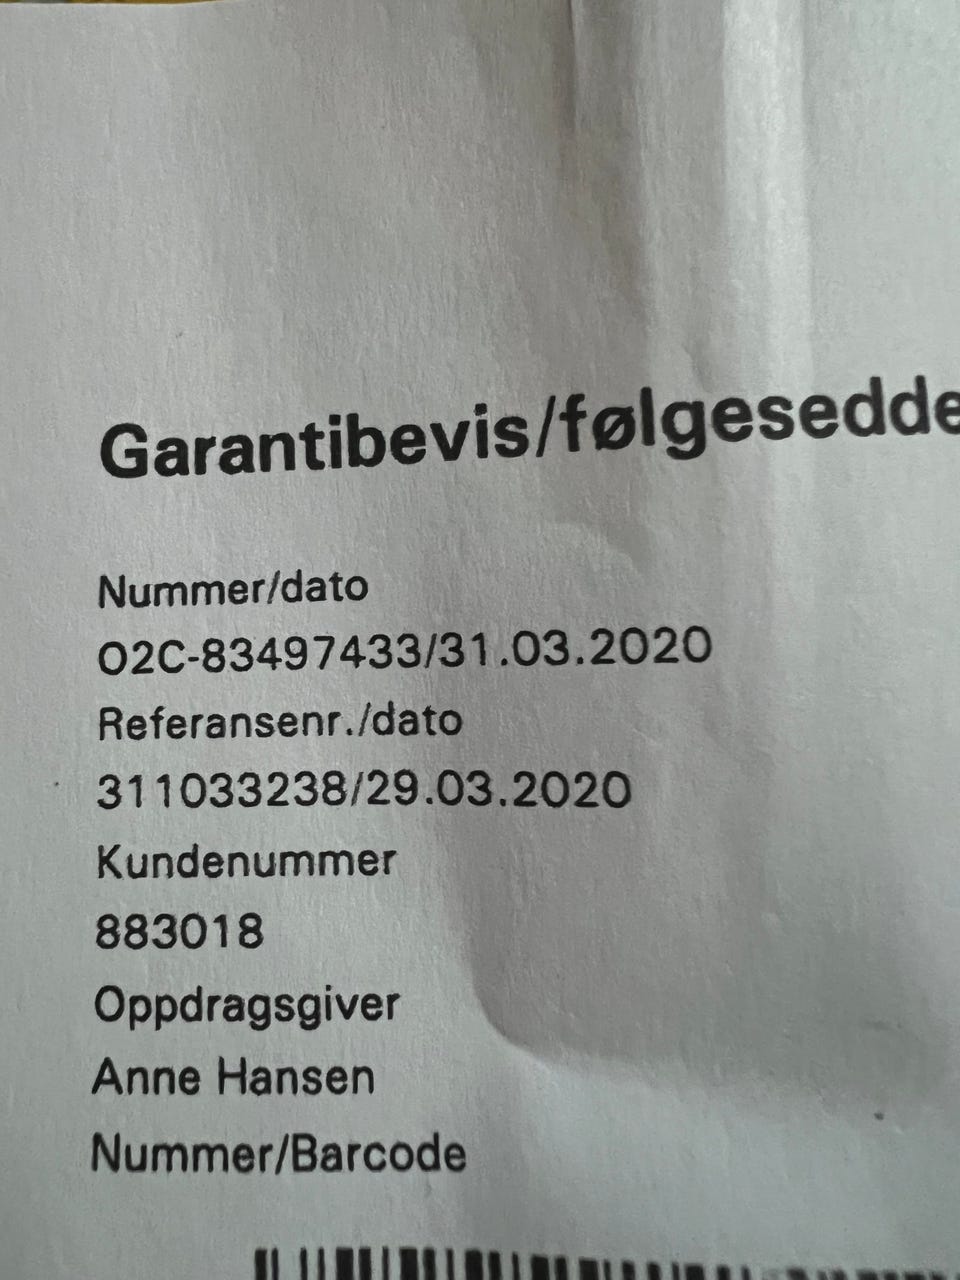 Garantibevis/følgesedde
Nummer/dato
O2C-83497433/31.03.2020
Referansenr./dato
311033238/29.03.2020
Kundenummer
883018
Oppdragsgiver
Anne Hansen
Nummer/Barcode